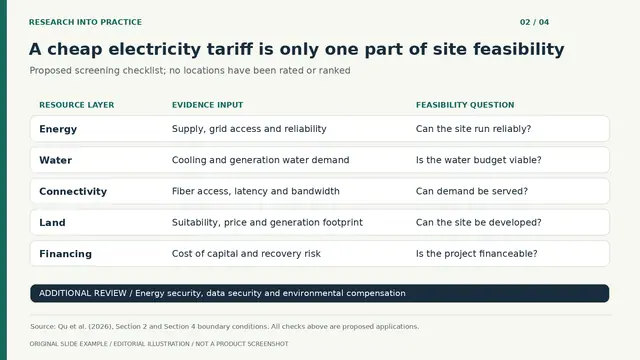 RESEARCH INTO PRACTICE 02 / 04
A cheap electricity tariff is only one part of site feasibility
Proposed screening checklist; no locations have been rated or ranked
RESOURCE LAYER EVIDENCE INPUT FEASIBILITY QUESTION
Energy Supply, grid access and reliability Can the site run reliably?
Water Cooling and generation water demand Is the water budget viable?
Connectivity Fiber access, latency and bandwidth Can demand be served?
Land Suitability, price and generation footprint Can the site be developed?
Financing Cost of capital and recovery risk Is the project financeable?
ADDITIONAL REVIEW / Energy security, data security and environmental compensation
Source: Qu et al. (2026), Section 2 and Section 4 boundary conditions. All checks above are proposed applications.
ORIGINAL SLIDE EXAMPLE / EDITORIAL ILLUSTRATION / NOT A PRODUCT SCREENSHOT